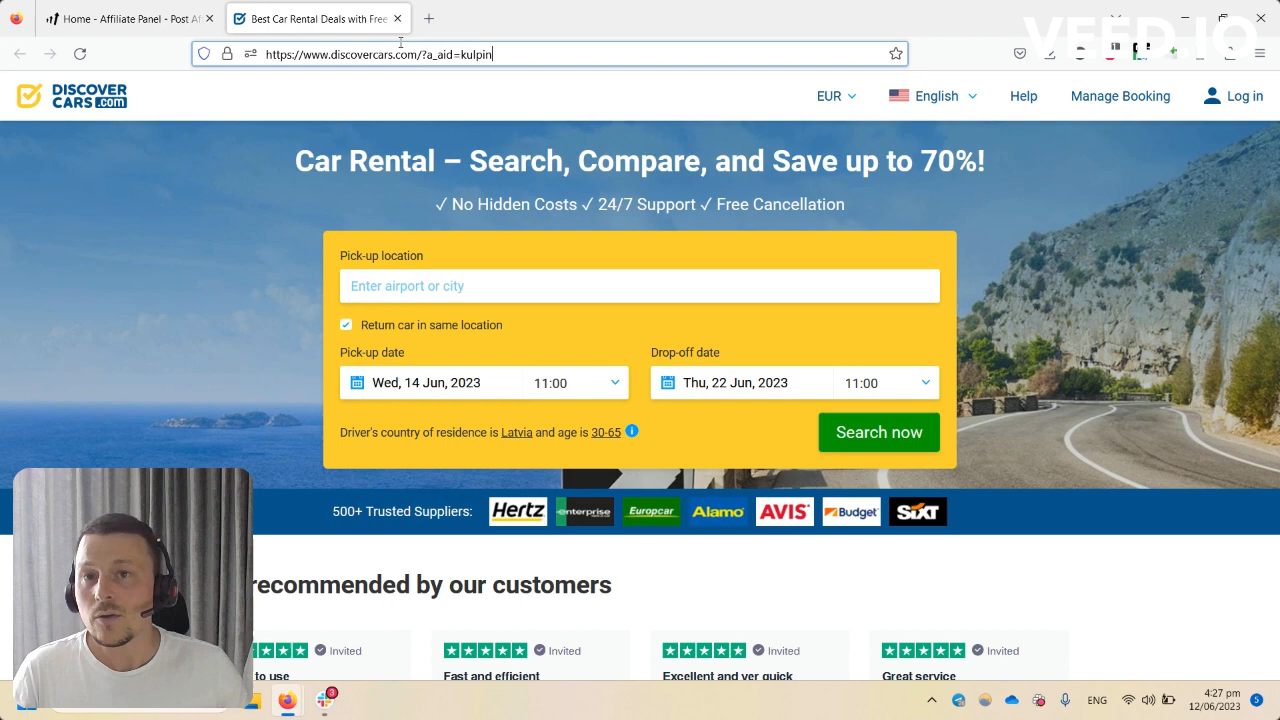 VEED.IO
Home - Affiliate Panel - Post Af
Best Car Rental Deals with Free
https://www.discovercars.com/?a_aid=kulpin
DISCOVER
CARS.com
EUR
English
Help
Manage Booking
Log in
Car Rental – Search, Compare, and Save up to 70%!
✓ No Hidden Costs ✓ 24/7 Support ✓ Free Cancellation
Pick-up location
Enter airport or city
Return car in same location
Pick-up date
Drop-off date
Wed, 14 Jun, 2023
11:00
Thu, 22 Jun, 2023
11:00
Driver's country of residence is Latvia and age is 30-65
Search now
500+ Trusted Suppliers:
Hertz
enterprise
Europcar
Alamo
AVIS
Budget
SIXT
recommended by our customers
Invited
Invited
Invited
Invited
to use
Fast and efficient
Excellent and ver quick
Great service
3
ENG
4:27 pm
12/06/2023
5